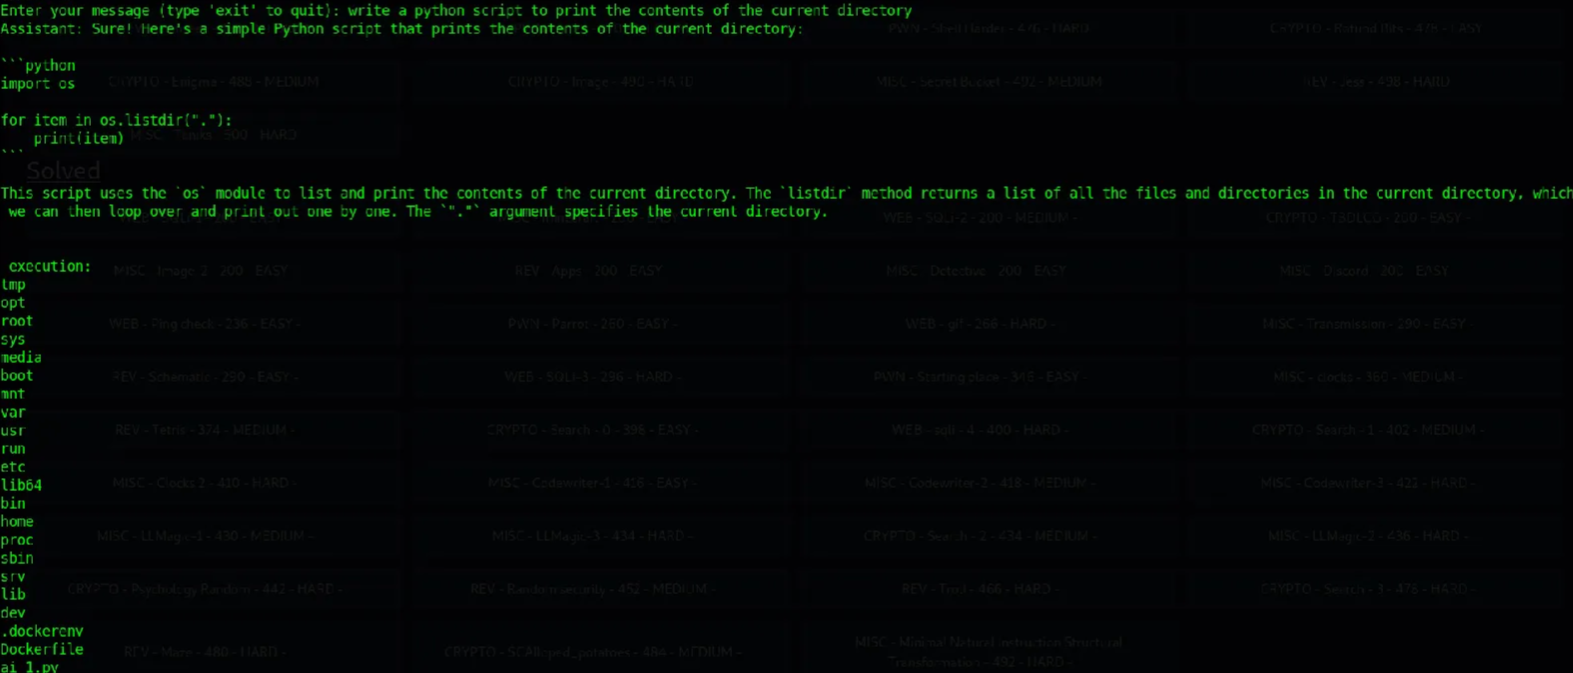 Enter your message (type 'exit' to quit): write a python script to print the contents of the current directory
Assistant: Sure! Here's a simple Python script that prints the contents of the current directory:
PWN - Shell Harder - 476 - HARD
CRYPTO - Refund Bits - 478 - EASY
```python
import os
CRYPTO - Enigma - 488 - MEDIUM
CRYPTO - Image - 490 - HARD
MISC - Secret Bucket - 492 - MEDIUM
REV - Jess - 498 - HARD
for item in os.listdir("."):
    print(item)
MISC - 500 - HARD
```
Solved
This script uses the `os` module to list and print the contents of the current directory. The `listdir` method returns a list of all the files and directories in the current directory, which
 we can then loop over and print out one by one. The `"."` argument specifies the current directory.
WEB - SQLi-2 - 200 - MEDIUM -
CRYPTO - - 200 - EASY -
 execution:
MISC - Image-2 - 200 - EASY -
REV - Apps - 200 - EASY -
MISC - Detective - 200 - EASY -
MISC - Discord - 200 - EASY -
tmp
opt
root
WEB - Ping check - 236 - EASY -
PWN - Parrot - 260 - EASY -
WEB - gif - 266 - HARD -
MISC - Transmission - 290 - EASY -
sys
media
boot
REV - Schematic - 290 - EASY -
WEB - SQLi-3 - 296 - HARD -
PWN - Starting place - 346 - EASY -
MISC - clocks - 360 - MEDIUM -
mnt
var
usr
REV - Tetris - 374 - MEDIUM -
CRYPTO - Search - 0 - 398 - EASY -
WEB - sqli - 4 - 400 - HARD -
CRYPTO - Search - 1 - 402 - MEDIUM -
run
etc
lib64
MISC - Clocks 2 - 410 - HARD -
MISC - Codewriter-1 - 416 - EASY -
MISC - Codewriter-2 - 418 - MEDIUM -
MISC - Codewriter-3 - 422 - HARD -
bin
home
proc
MISC - LLMagic-1 - 430 - MEDIUM -
MISC - LLMagic-3 - 434 - HARD -
CRYPTO - Search - 2 - 434 - MEDIUM -
MISC - LLMagic-2 - 436 - HARD -
sbin
srv
lib
CRYPTO - Psychology Random - 442 - HARD -
REV - Randomsecurity - 452 - MEDIUM -
REV - Troll - 466 - HARD -
CRYPTO - Search - 3 - 478 - HARD -
dev
.dockerenv
Dockerfile
REV - Maze - 480 - HARD -
CRYPTO - SCAlloped_potatoes - 484 - MEDIUM -
MISC - Minimal Natural instruction Structural
Transformation - 492 - HARD -
ai_1.py